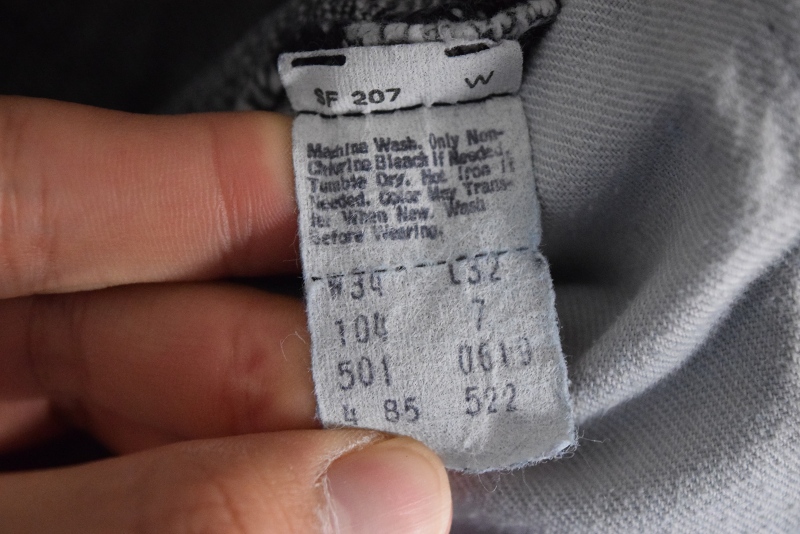 SF 207 W
Machine Wash. Only Non-
Chlorine Bleach If Needed.
Tumble Dry. Hot Iron If
Needed. Color May Trans-
fer When New. Wash
Before Wearing.
W34 L32
104 7
501 0619
4 85 522